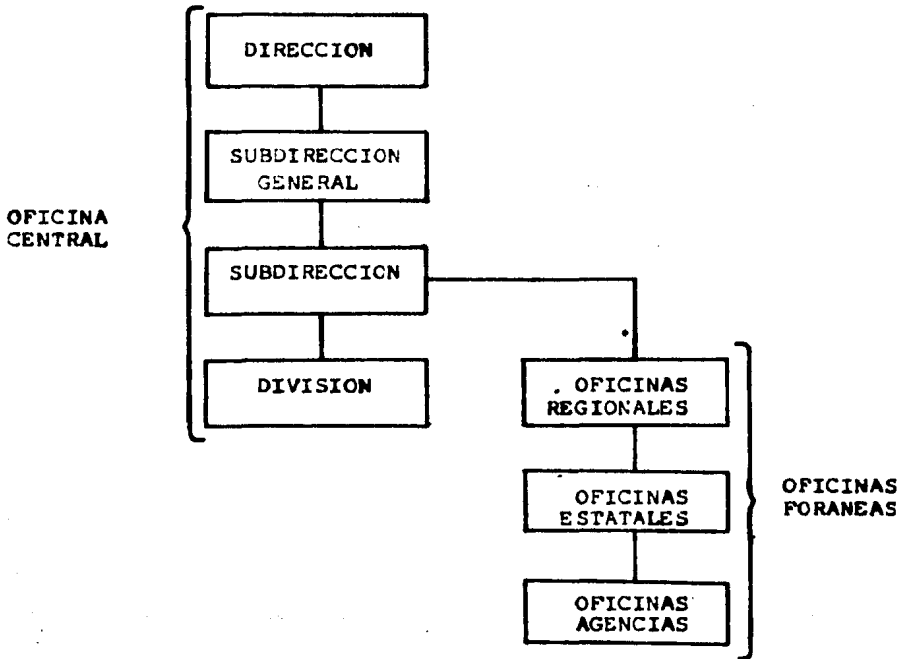 DIRECCION
SUBDIRECCION
GENERAL
OFICINA
CENTRAL
SUBDIRECCION
DIVISION
OFICINAS
REGIONALES
OFICINAS
ESTATALES
OFICINAS
FORANEAS
OFICINAS
AGENCIAS